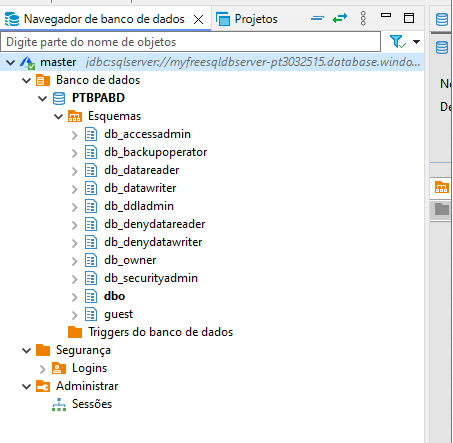 Navegador de banco de dados Projetos
Digite parte do nome de objetos
master jdbc:sqlserver://myfreesqldbserver-pt3032515.database.windo...
Banco de dados
PTBPABD
Esquemas
db_accessadmin
db_backupoperator
db_datareader
db_datawriter
db_ddladmin
db_denydatareader
db_denydatawriter
db_owner
db_securityadmin
dbo
guest
Triggers do banco de dados
Segurança
Logins
Administrar
Sessões
No
De